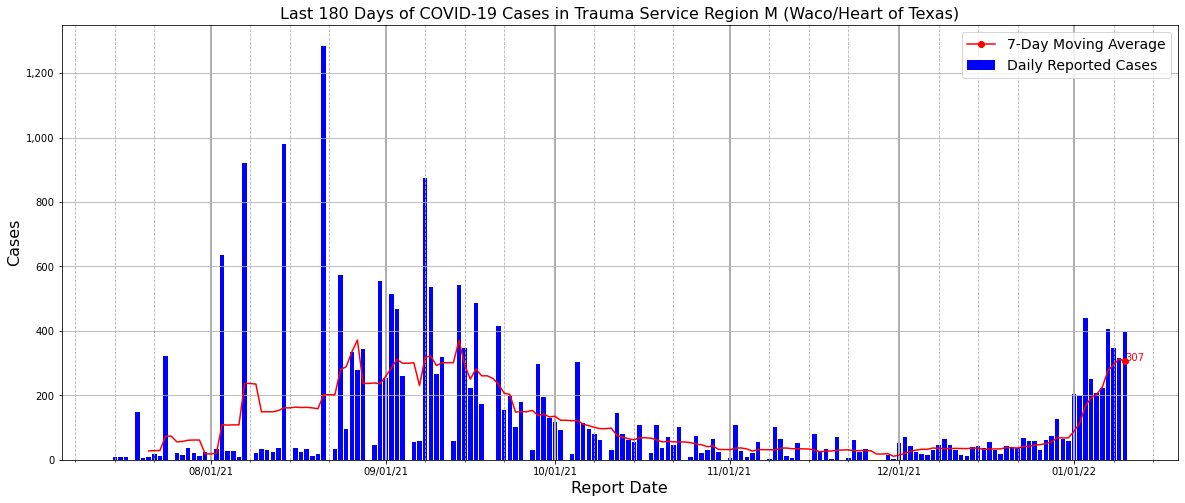 Last 180 Days of COVID-19 Cases in Trauma Service Region M (Waco/Heart of Texas)
7-Day Moving Average
Daily Reported Cases
Cases
1,200
1,000
800
600
400
200
0
307
08/01/21 09/01/21 10/01/21 11/01/21 12/01/21 01/01/22
Report Date